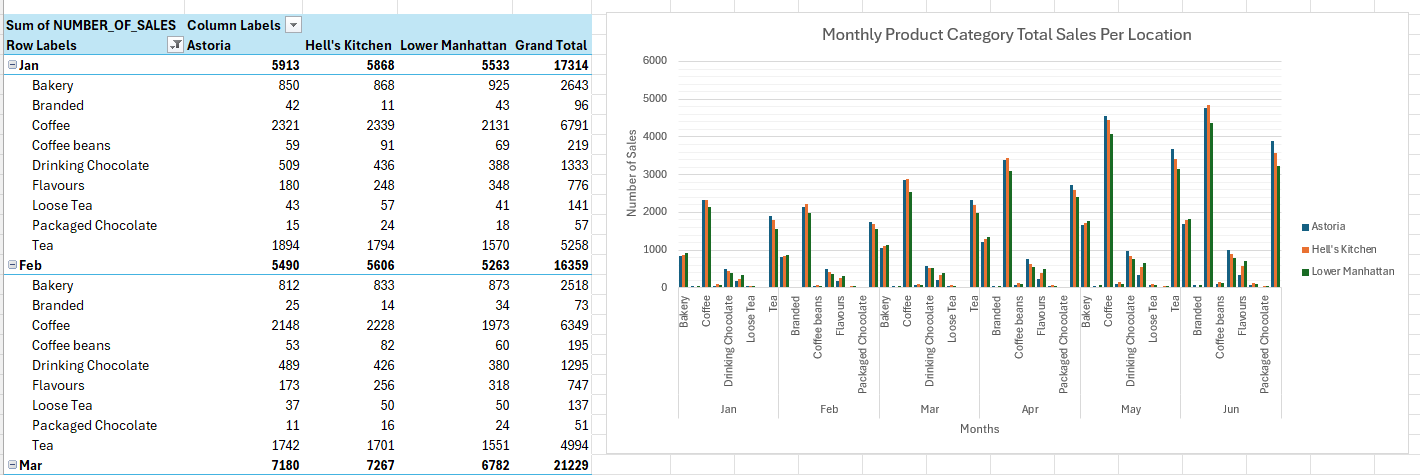 Sum of NUMBER_OF_SALES Column Labels
Row Labels Astoria Hell's Kitchen Lower Manhattan Grand Total
Jan 5913 5868 5533 17314
Bakery 850 868 925 2643
Branded 42 11 43 96
Coffee 2321 2339 2131 6791
Coffee beans 59 91 69 219
Drinking Chocolate 509 436 388 1333
Flavours 180 248 348 776
Loose Tea 43 57 41 141
Packaged Chocolate 15 24 18 57
Tea 1894 1794 1570 5258
Feb 5490 5606 5263 16359
Bakery 812 833 873 2518
Branded 25 14 34 73
Coffee 2148 2228 1973 6349
Coffee beans 53 82 60 195
Drinking Chocolate 489 426 380 1295
Flavours 173 256 318 747
Loose Tea 37 50 50 137
Packaged Chocolate 11 16 24 51
Tea 1742 1701 1551 4994
Mar 7180 7267 6782 21229
Monthly Product Category Total Sales Per Location
Number of Sales
6000
5000
4000
3000
2000
1000
0
Bakery
Coffee
Drinking Chocolate
Loose Tea
Tea
Branded
Coffee beans
Flavours
Packaged Chocolate
Bakery
Coffee
Drinking Chocolate
Loose Tea
Tea
Branded
Coffee beans
Flavours
Packaged Chocolate
Bakery
Coffee
Drinking Chocolate
Loose Tea
Tea
Branded
Coffee beans
Flavours
Packaged Chocolate
Jan Feb Mar Apr May Jun
Months
Astoria
Hell's Kitchen
Lower Manhattan